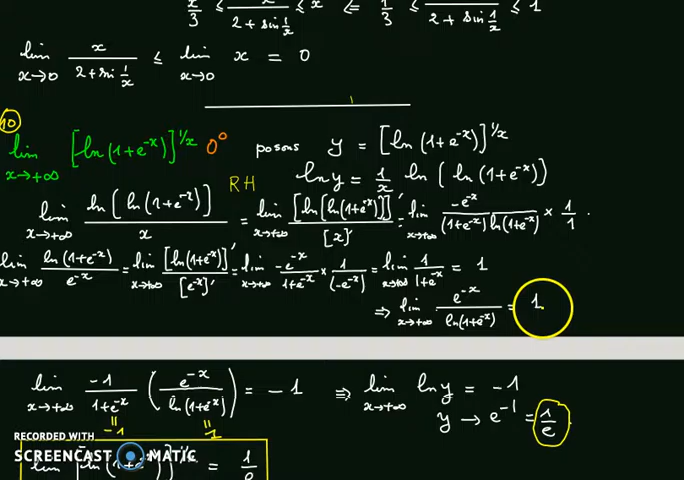 x/3 ≤ x/(2+sin 1/x) ≤ x ⇐ 1/3 ≤ 1/(2+sin 1/x) ≤ 1
lim x→0 x/(2+sin 1/x) ≤ lim x→0 x = 0
10
lim x→+∞ [ln(1+e^-x)]^1/x 0^0 posons y = [ln(1+e^-x)]^1/x
RH ln y = 1/x ln(ln(1+e^-x))
lim x→+∞ ln[ln(1+e^-x)]/x = lim x→+∞ [ln[ln(1+e^-x)]]'/[x]' = lim x→+∞ -e^-x/((1+e^-x)ln(1+e^-x)) × 1/1 .
lim x→+∞ ln(1+e^-x)/e^-x = lim x→+∞ [ln(1+e^-x)]'/[e^-x]' = lim x→+∞ -e^-x/(1+e^-x) × 1/(-e^-x) = lim x→+∞ 1/(1+e^-x) = 1
⇒ lim x→+∞ e^-x/ln(1+e^-x) = 1
lim x→+∞ -1/(1+e^-x) (e^-x/ln(1+e^-x)) = -1 ⇒ lim x→+∞ ln y = -1
= -1 = 1 y → e^-1 = 1/e
RECORDED WITH
SCREENCAST MATIC
lim [ln(1+e^-x)]^1/x = 1/e